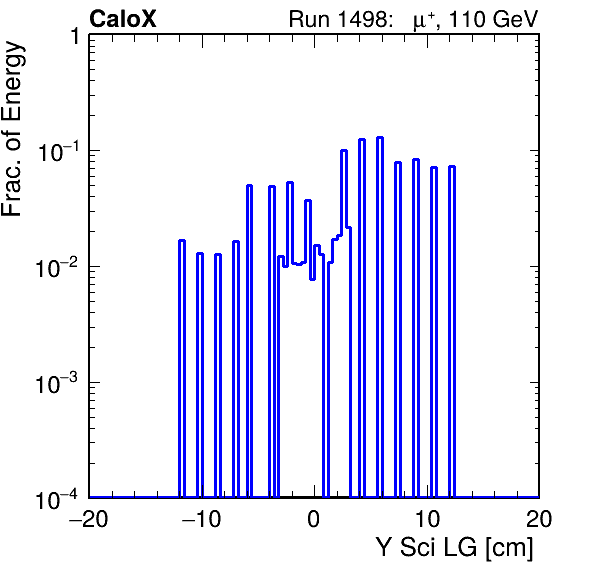 CaloX Run 1498: μ⁺, 110 GeV
Frac. of Energy
1
10⁻¹
10⁻²
10⁻³
10⁻⁴
−20 −10 0 10 20
Y Sci LG [cm]